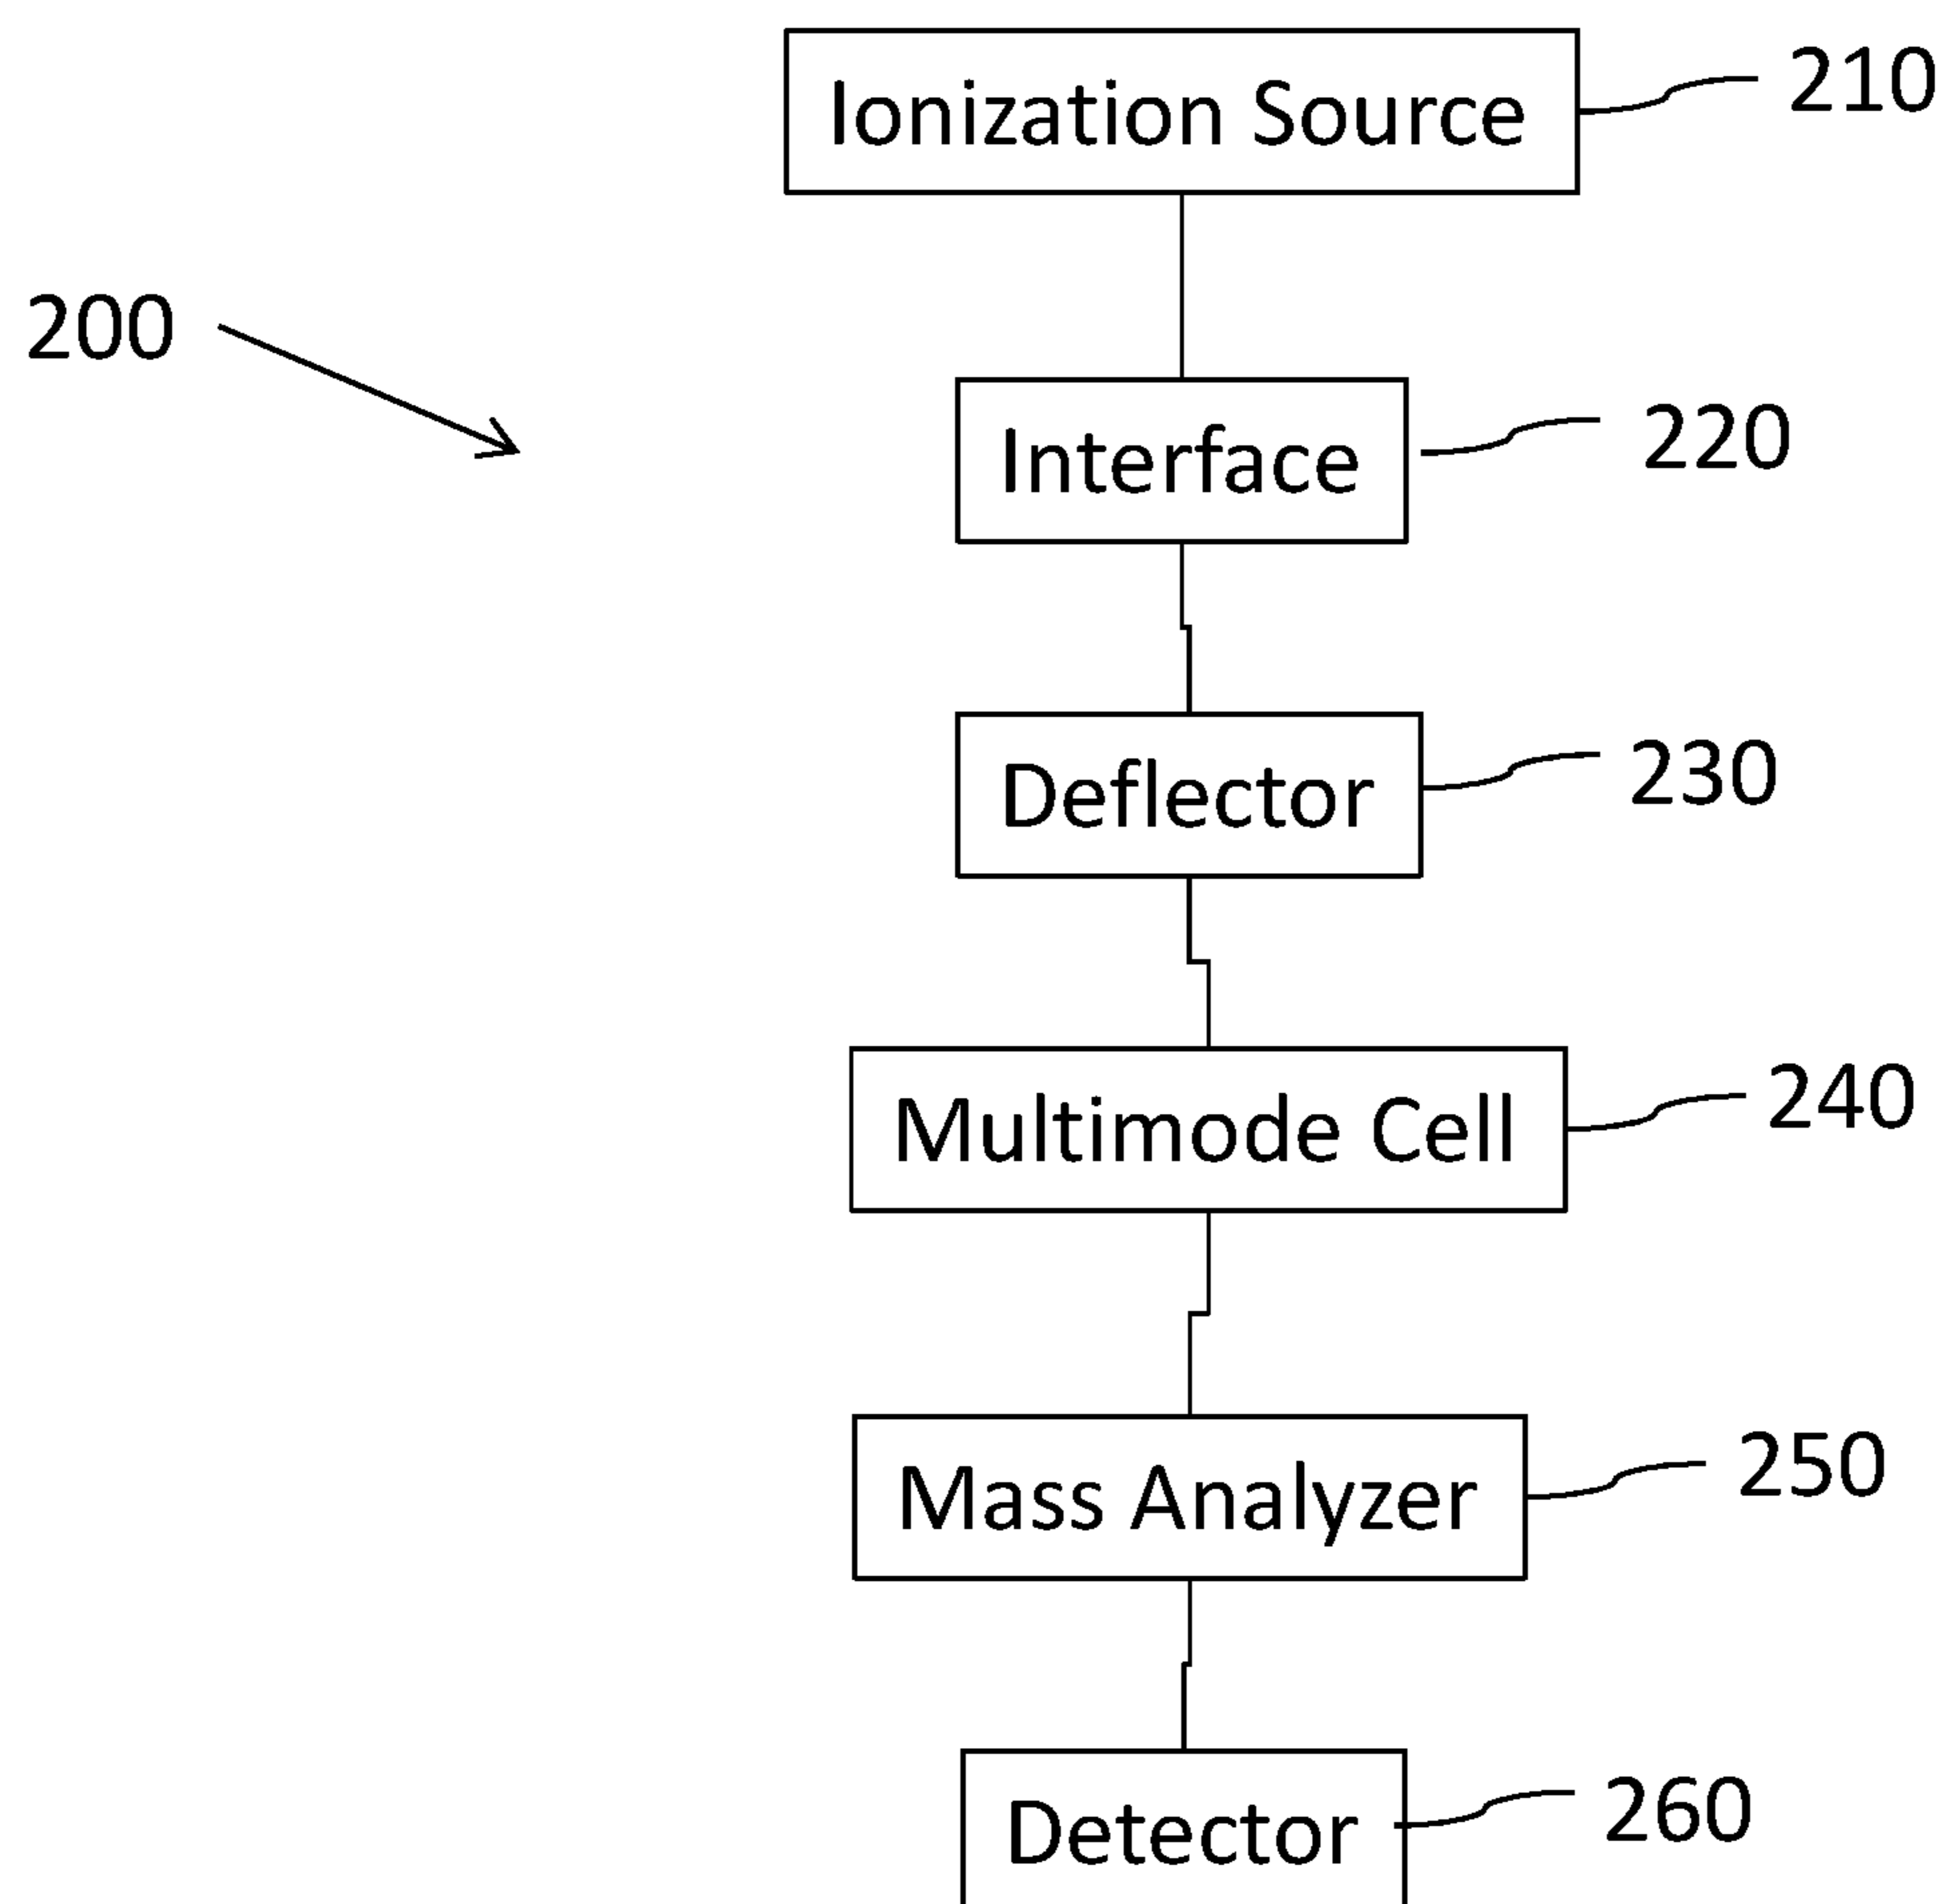 Ionization Source 210
200
Interface 220
Deflector 230
Multimode Cell 240
Mass Analyzer 250
Detector 260